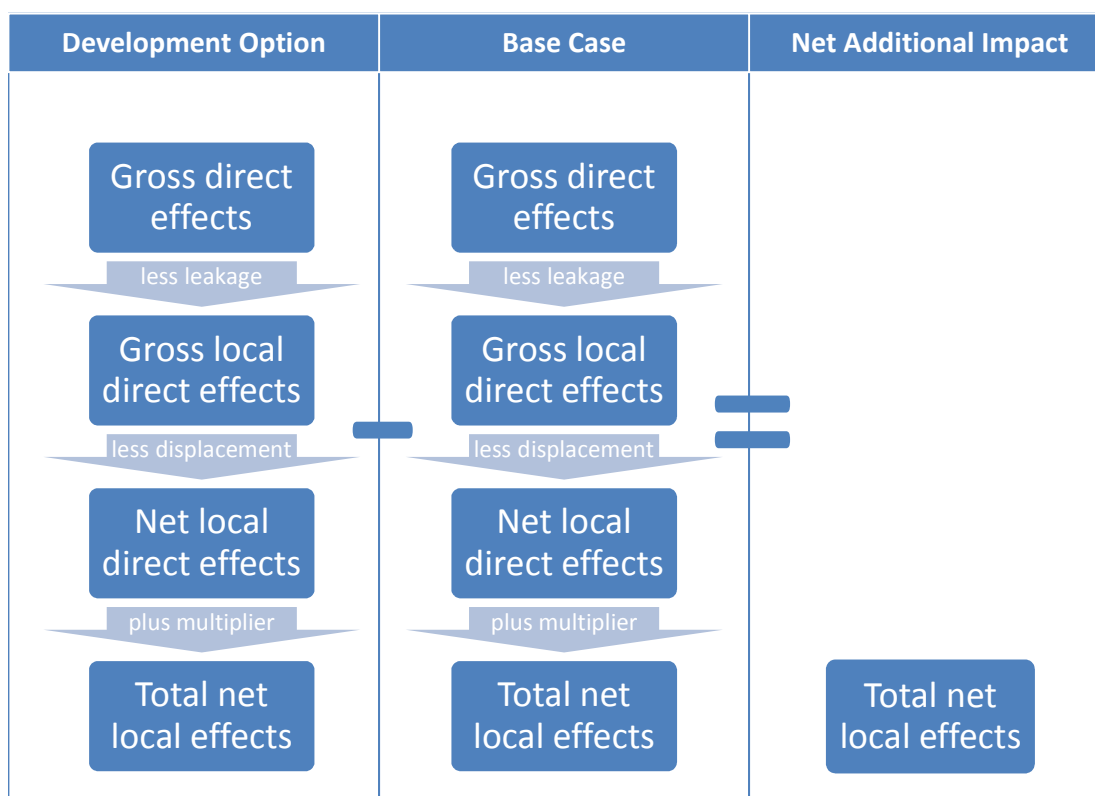 Development Option
Base Case
Net Additional Impact
Gross direct
effects
less leakage
Gross local
direct effects
less displacement
Net local
direct effects
plus multiplier
Total net
local effects
Gross direct
effects
less leakage
Gross local
direct effects
less displacement
Net local
direct effects
plus multiplier
Total net
local effects
Total net
local effects